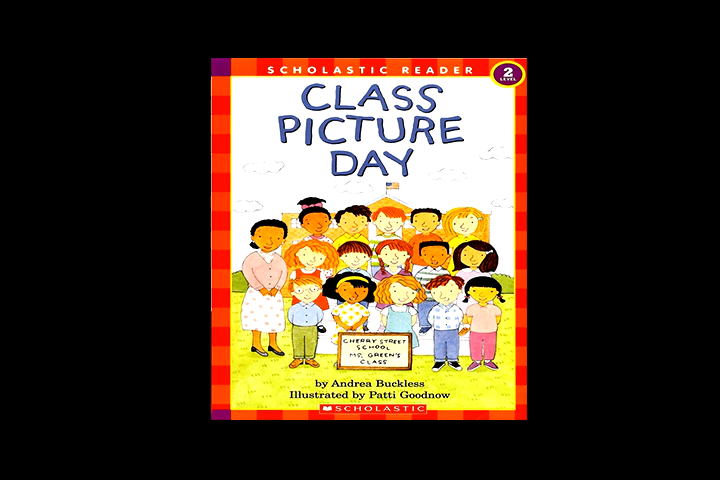 SCHOLASTIC READER
2
LEVEL
CLASS
PICTURE
DAY
CHERRY STREET
SCHOOL
MS. GREEN'S
CLASS
by Andrea Buckless
Illustrated by Patti Goodnow
SCHOLASTIC